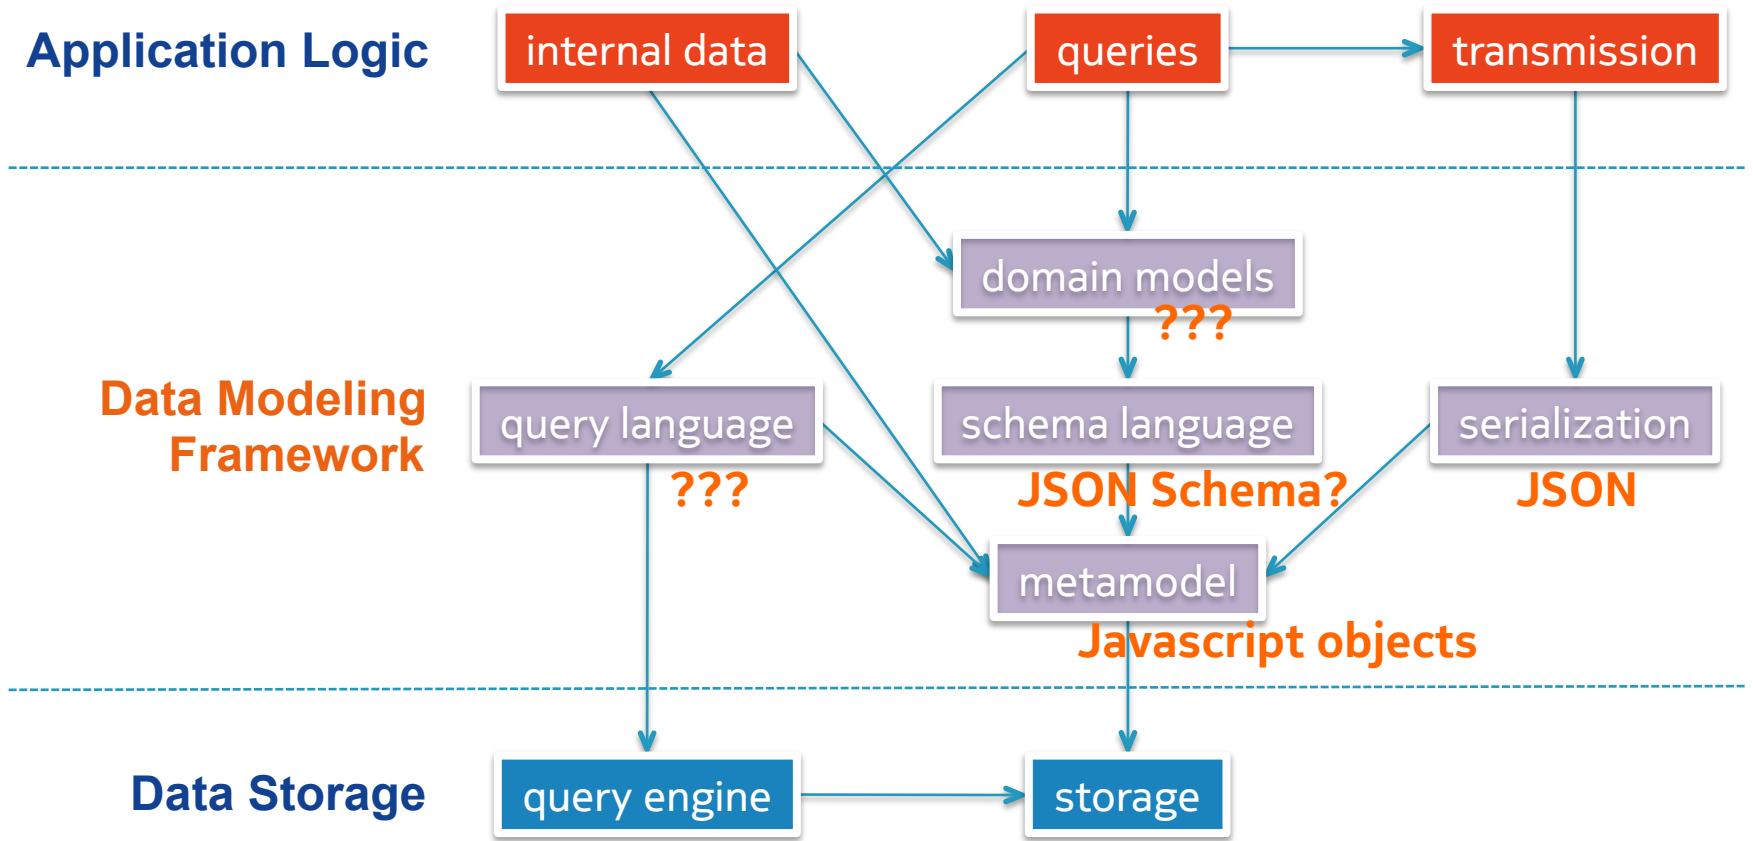 Application Logic
internal data
queries
transmission
domain models
???
Data Modeling
Framework
query language
schema language
serialization
???
JSON Schema?
JSON
metamodel
Javascript objects
Data Storage
query engine
storage